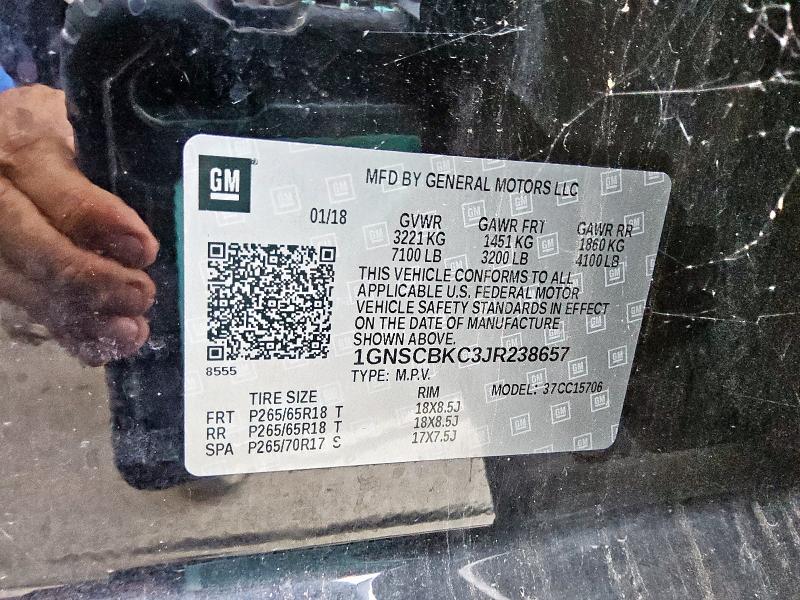 GM
MFD BY GENERAL MOTORS LLC
01/18
GVWR GAWR FRT GAWR RR
3221 KG 1451 KG 1860 KG
7100 LB 3200 LB 4100 LB
THIS VEHICLE CONFORMS TO ALL
APPLICABLE U.S. FEDERAL MOTOR
VEHICLE SAFETY STANDARDS IN EFFECT
ON THE DATE OF MANUFACTURE
SHOWN ABOVE.
1GNSCBKC3JR238657
8555
TYPE: M.P.V. MODEL: 37CC15706
TIRE SIZE RIM
FRT P265/65R18 T 18X8.5J
RR P265/65R18 T 18X8.5J
SPA P265/70R17 S 17X7.5J